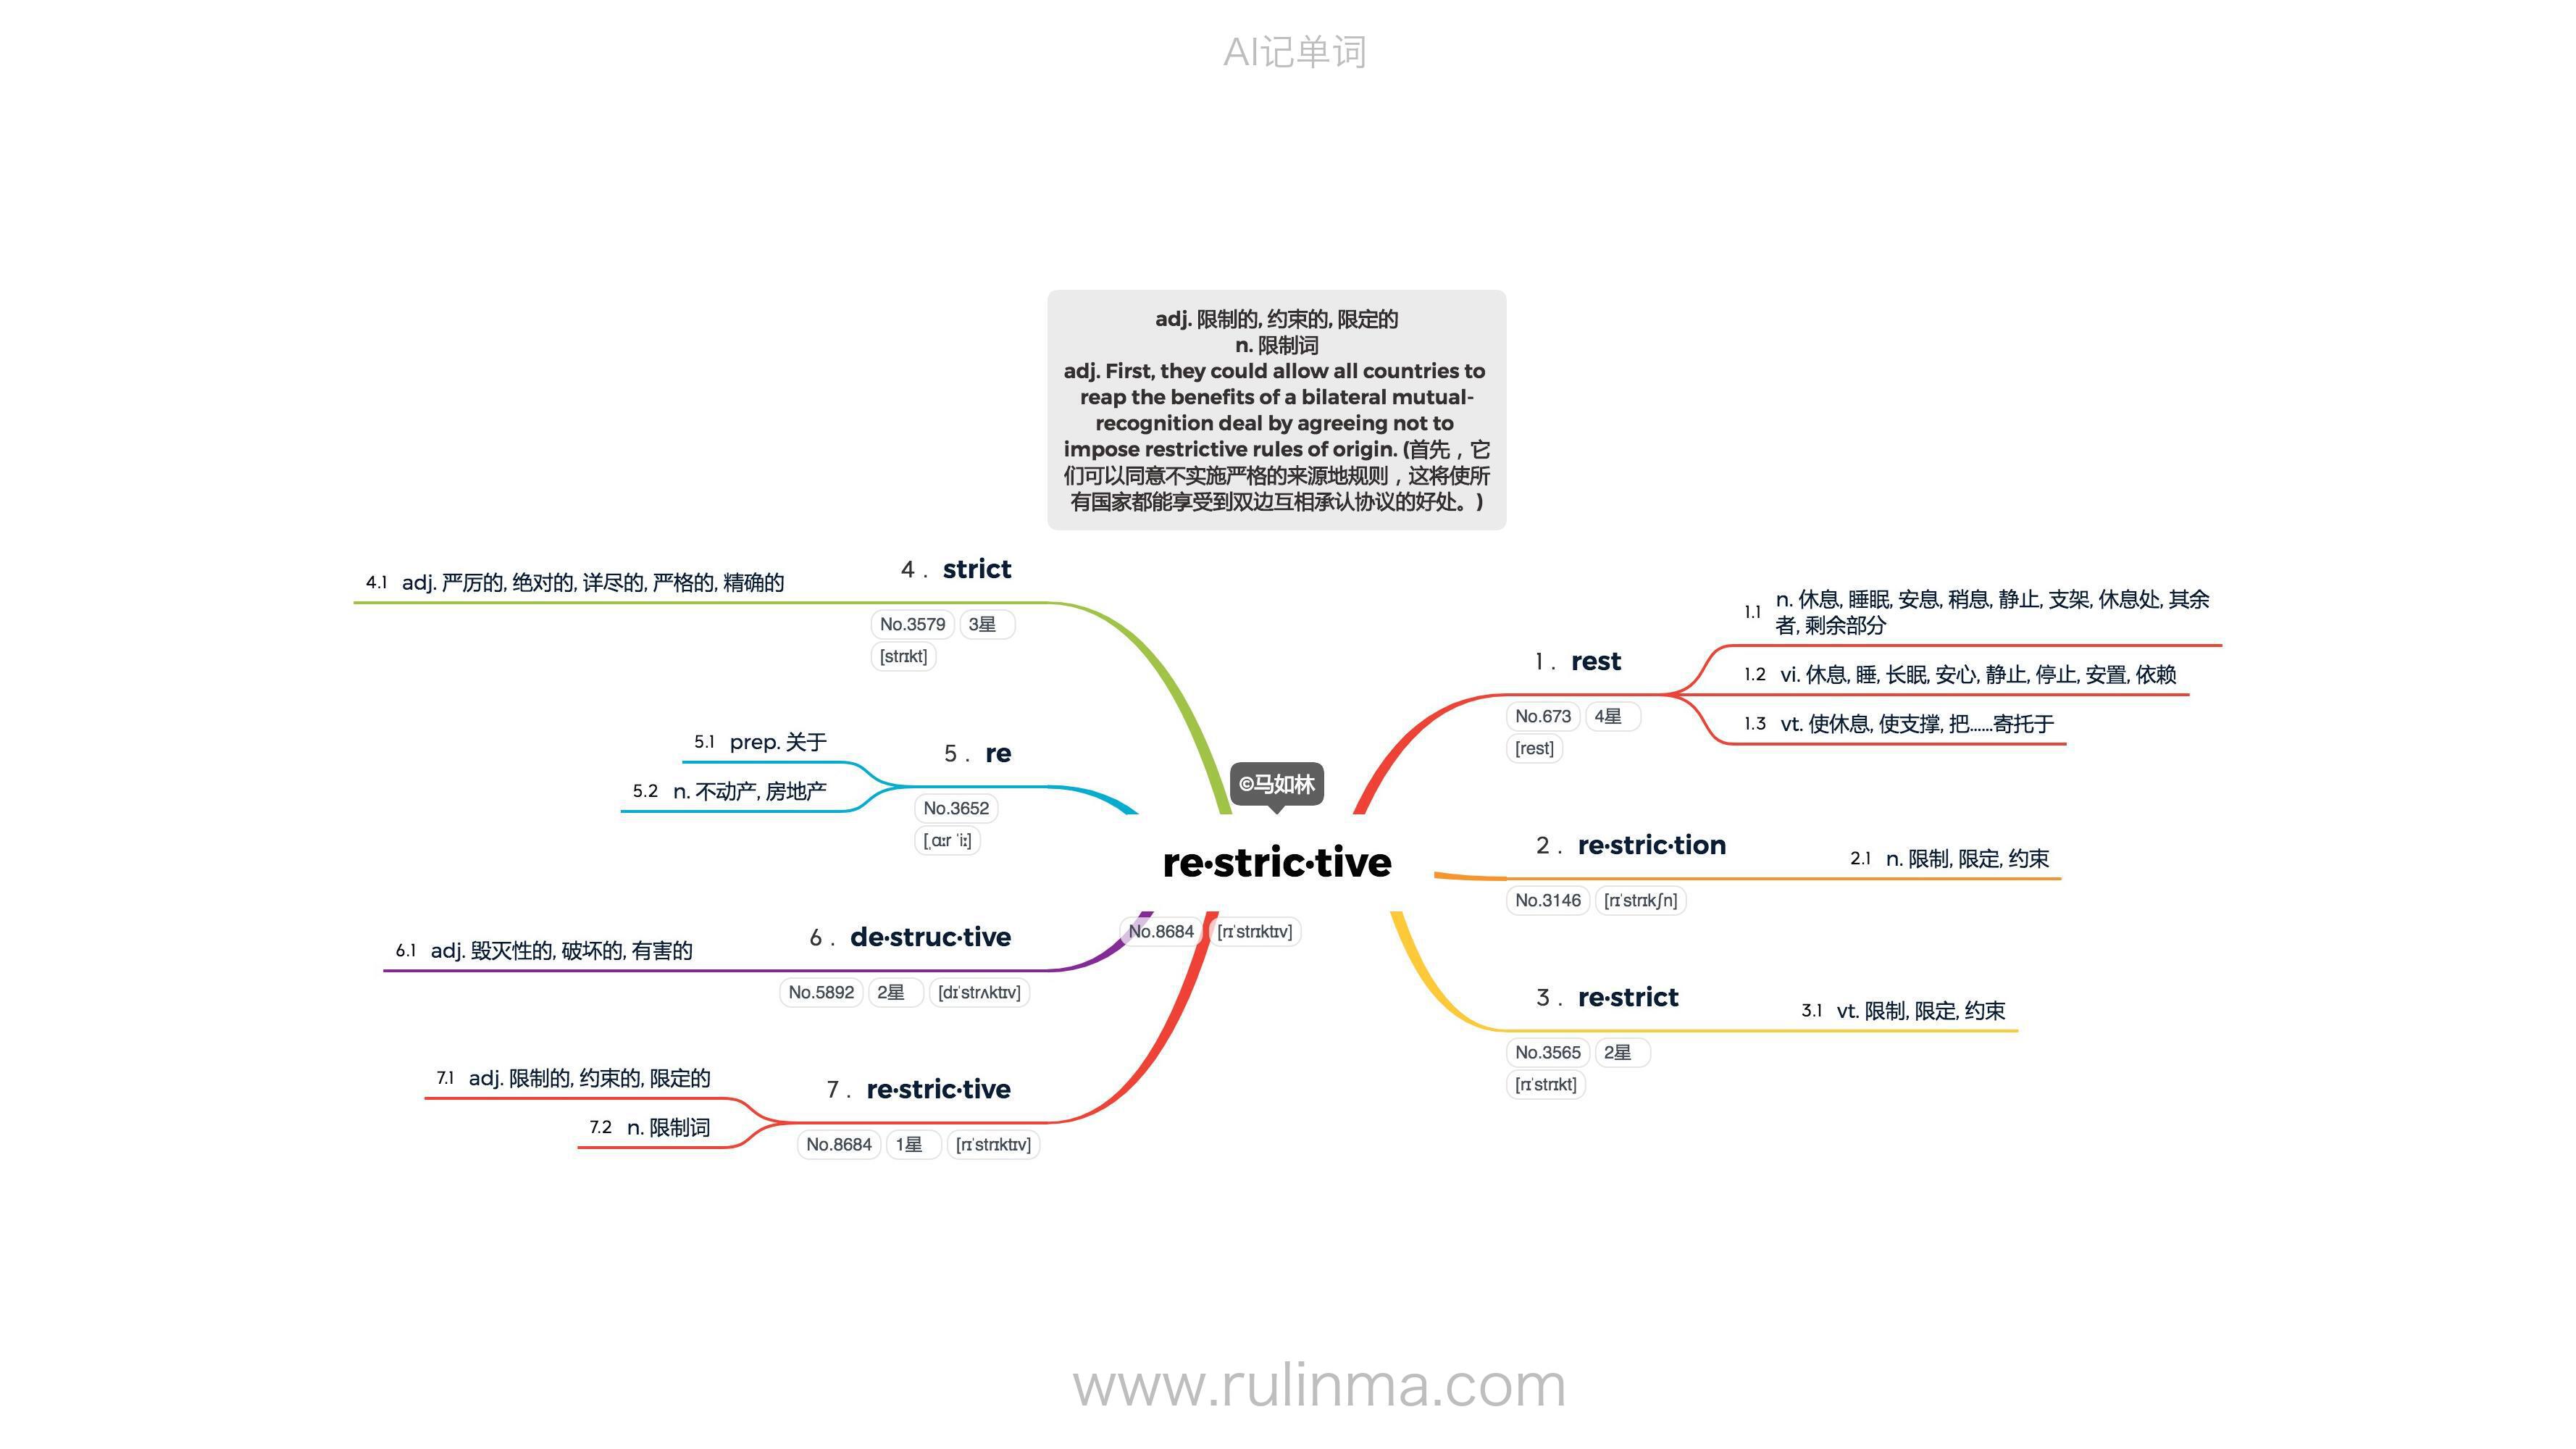 AI记单词
adj. 限制的, 约束的, 限定的
n. 限制词
adj. First, they could allow all countries to
reap the benefits of a bilateral mutual-
recognition deal by agreeing not to
impose restrictive rules of origin. (首先，它
们可以同意不实施严格的来源地规则，这将使所
有国家都能享受到双边互相承认协议的好处。)
©马如林
re·stric·tive
No.8684 [rɪˈstrɪktɪv]
1. rest
No.673 4星
[rest]
1.1 n. 休息, 睡眠, 安息, 稍息, 静止, 支架, 休息处, 其余
者, 剩余部分
1.2 vi. 休息, 睡, 长眠, 安心, 静止, 停止, 安置, 依赖
1.3 vt. 使休息, 使支撑, 把……寄托于
2. re·stric·tion
No.3146 [rɪˈstrɪkʃn]
2.1 n. 限制, 限定, 约束
3. re·strict
No.3565 2星
[rɪˈstrɪkt]
3.1 vt. 限制, 限定, 约束
4. strict
No.3579 3星
[strɪkt]
4.1 adj. 严厉的, 绝对的, 详尽的, 严格的, 精确的
5. re
No.3652
[ˌɑːr ˈiː]
5.1 prep. 关于
5.2 n. 不动产, 房地产
6. de·struc·tive
No.5892 2星 [dɪˈstrʌktɪv]
6.1 adj. 毁灭性的, 破坏的, 有害的
7. re·stric·tive
No.8684 1星 [rɪˈstrɪktɪv]
7.1 adj. 限制的, 约束的, 限定的
7.2 n. 限制词
www.rulinma.com